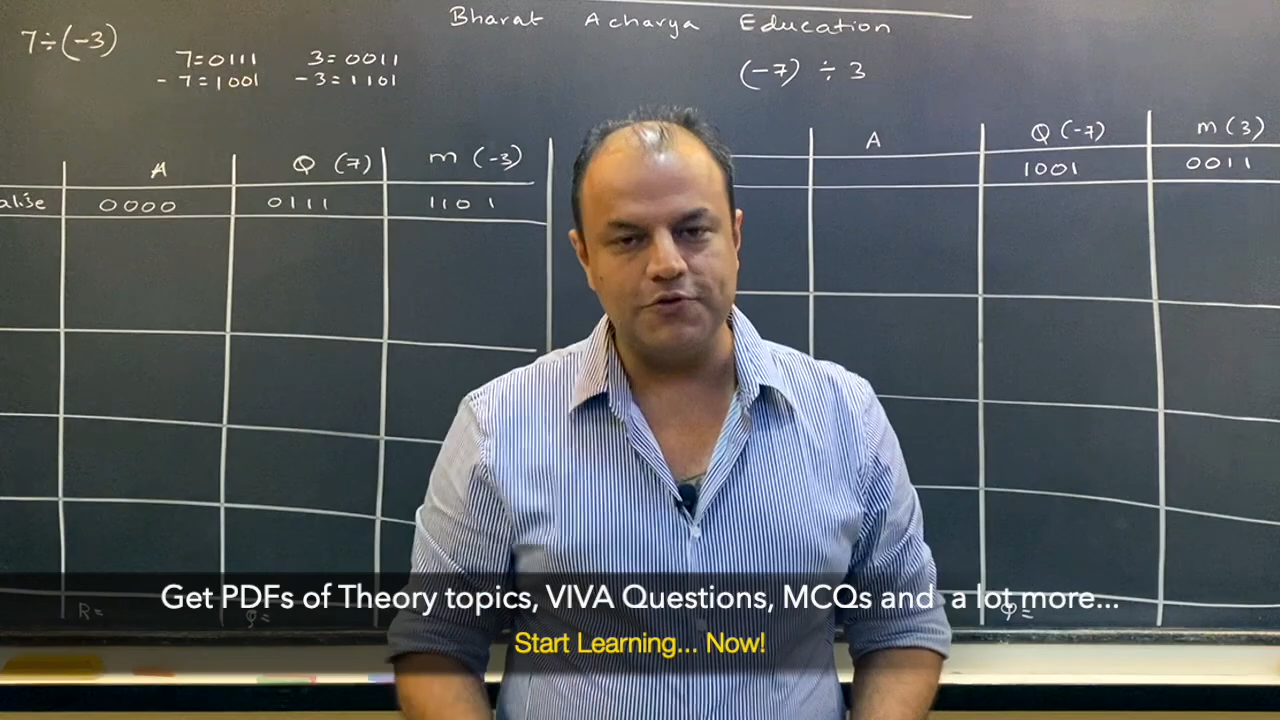 Bharat Acharya Education
7÷(-3)
7=0111 3=0011
-7=1001 -3=1101
(-7) ÷ 3
A Q (7) M (-3)
alise 0000 0111 1101
A Q (-7) M (3)
1001 0011
R= Q= Q=
Get PDFs of Theory topics, VIVA Questions, MCQs and a lot more...
Start Learning... Now!